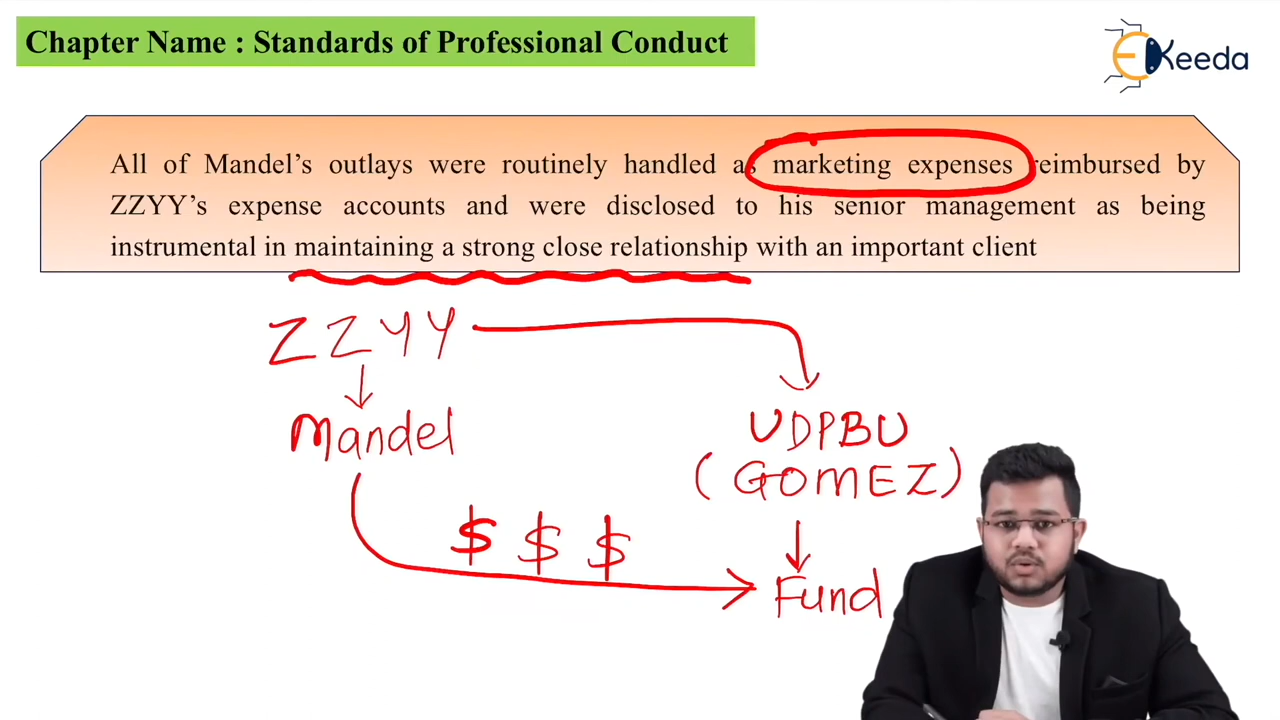 Chapter Name : Standards of Professional Conduct
EKeeda
All of Mandel's outlays were routinely handled as marketing expenses reimbursed by
ZZYY's expense accounts and were disclosed to his senior management as being
instrumental in maintaining a strong close relationship with an important client
ZZYY
Mandel
UDPBU
(GOMEZ)
$ $ $
Fund